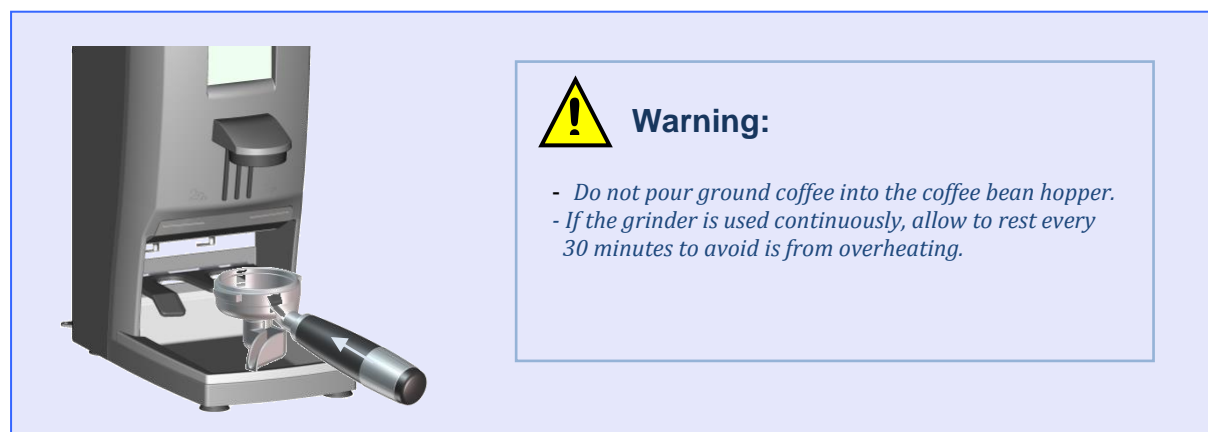 Warning:
- Do not pour ground coffee into the coffee bean hopper.
- If the grinder is used continuously, allow to rest every
30 minutes to avoid is from overheating.